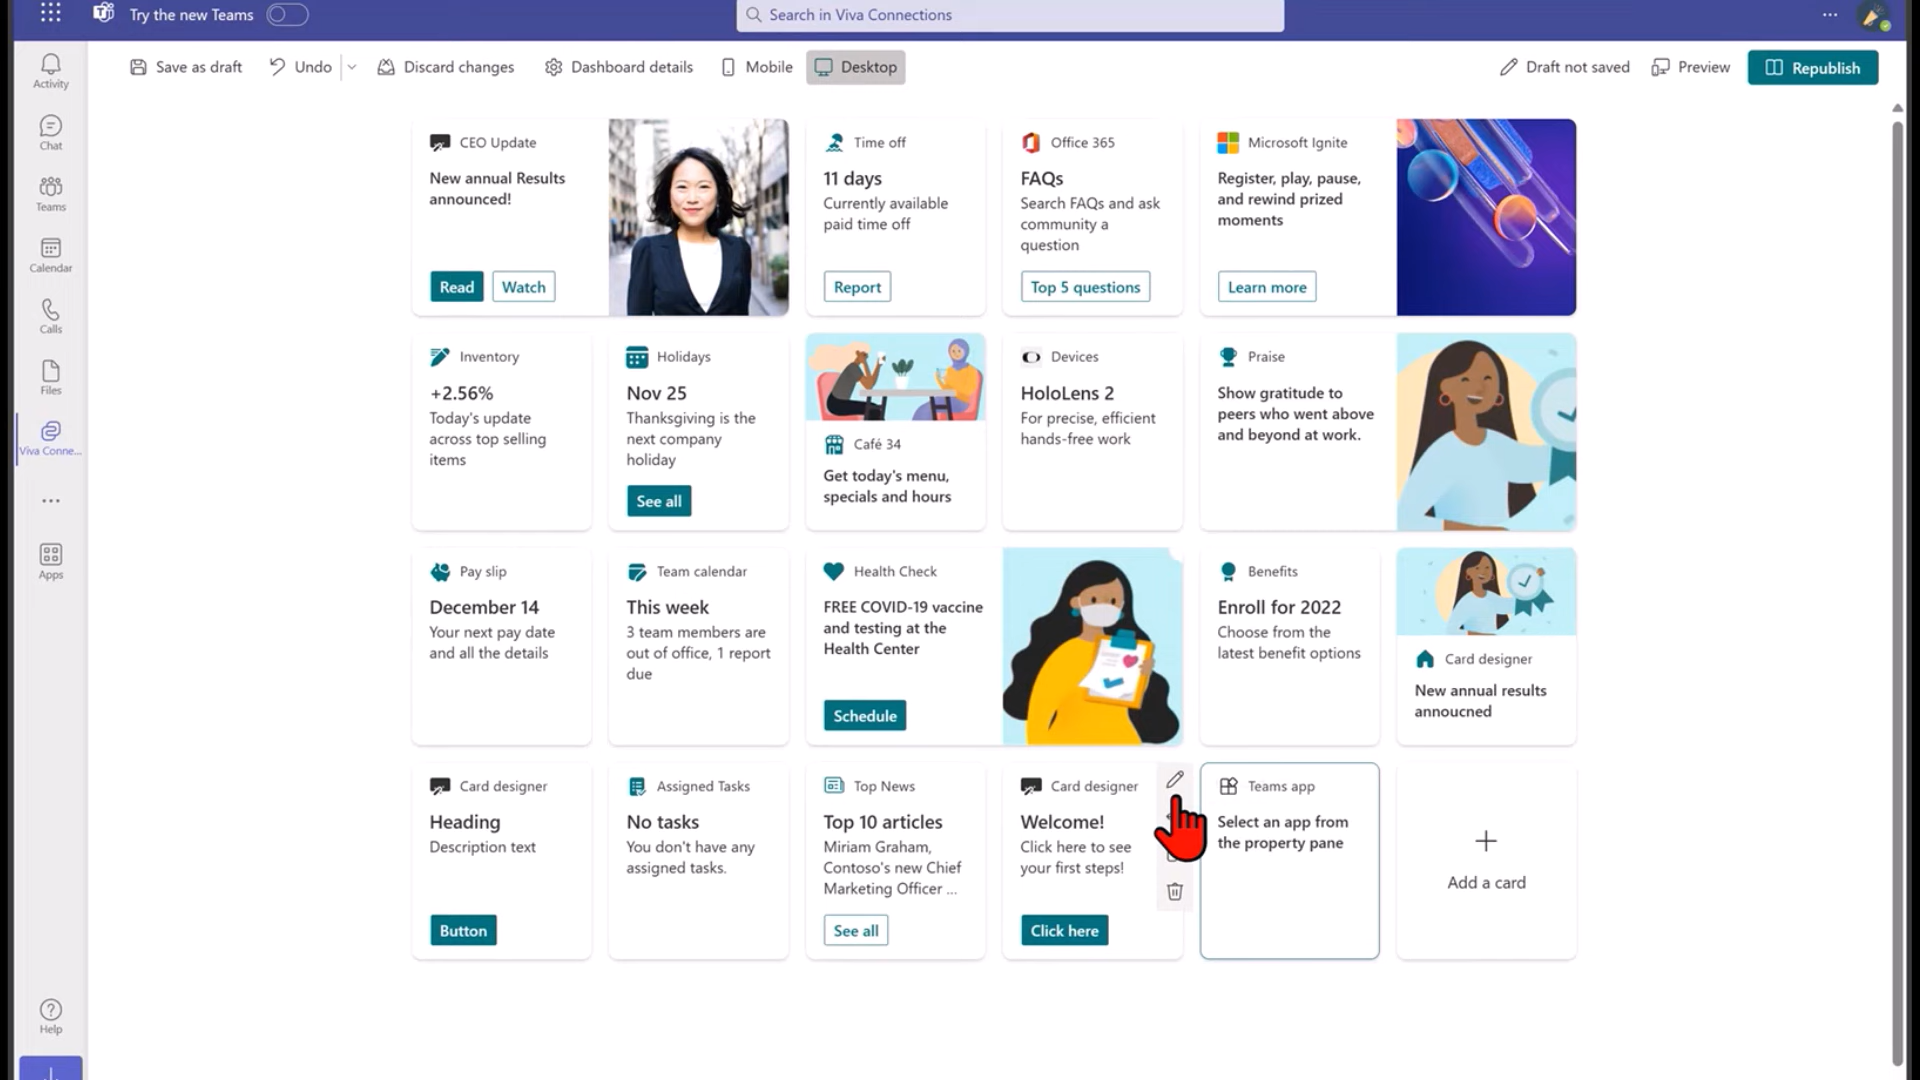 Try the new Teams
Search in Viva Connections
Activity
Chat
Teams
Calendar
Calls
Files
Viva Conne...
Apps
Help
Save as draft
Undo
Discard changes
Dashboard details
Mobile
Desktop
Draft not saved
Preview
Republish
CEO Update
New annual Results
announced!
Read
Watch
Time off
11 days
Currently available
paid time off
Report
Office 365
FAQs
Search FAQs and ask
community a
question
Top 5 questions
Microsoft Ignite
Register, play, pause,
and rewind prized
moments
Learn more
Inventory
+2.56%
Today's update
across top selling
items
Holidays
Nov 25
Thanksgiving is the
next company
holiday
See all
Café 34
Get today's menu,
specials and hours
Devices
HoloLens 2
For precise, efficient
hands-free work
Praise
Show gratitude to
peers who went above
and beyond at work.
Pay slip
December 14
Your next pay date
and all the details
Team calendar
This week
3 team members are
out of office, 1 report
due
Health Check
FREE COVID-19 vaccine
and testing at the
Health Center
Schedule
Benefits
Enroll for 2022
Choose from the
latest benefit options
Card designer
New annual results
annoucned
Card designer
Heading
Description text
Button
Assigned Tasks
No tasks
You don't have any
assigned tasks.
Top News
Top 10 articles
Miriam Graham,
Contoso's new Chief
Marketing Officer ...
See all
Card designer
Welcome!
Click here to see
your first steps!
Click here
Teams app
Select an app from
the property pane
Add a card